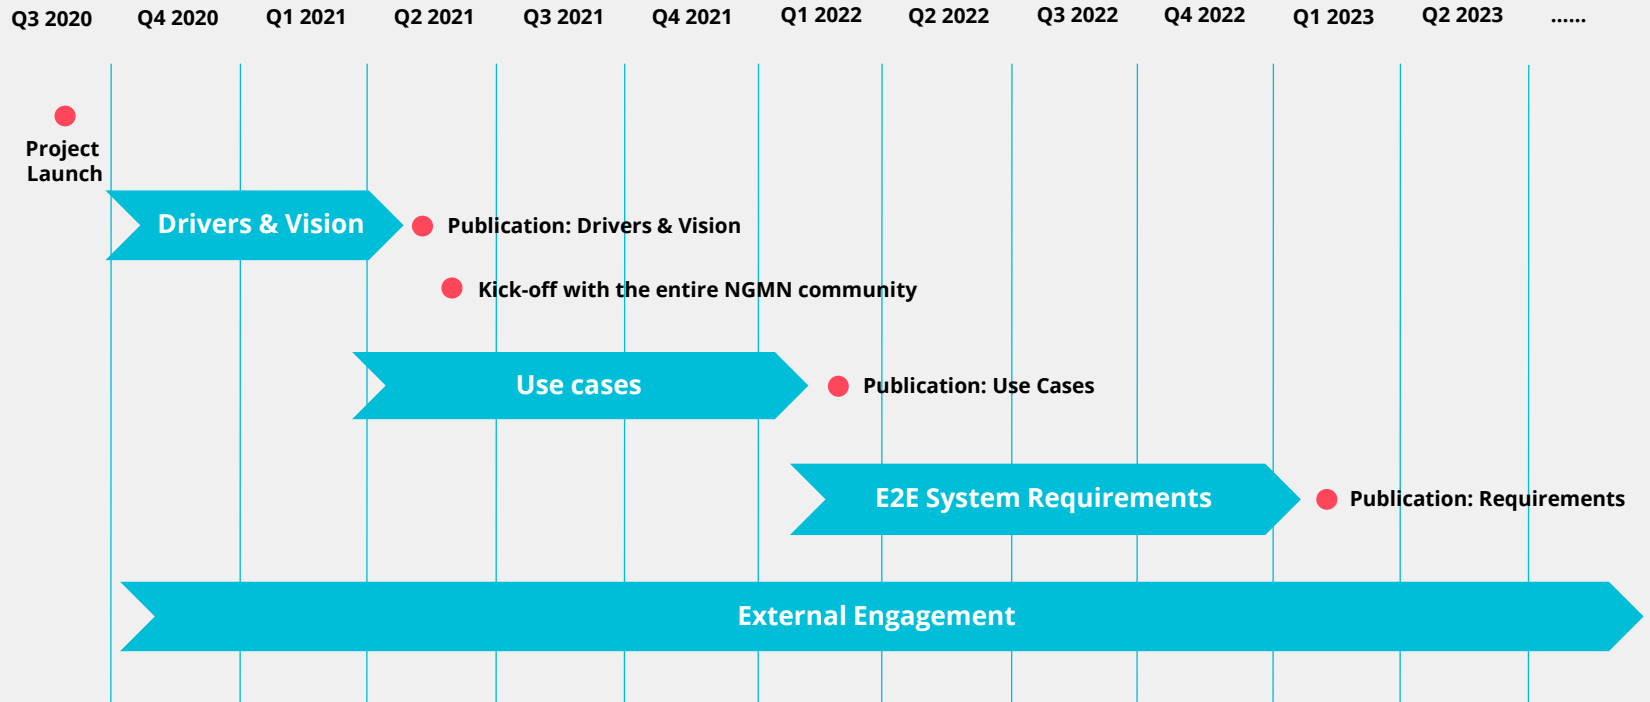 Q3 2020 Q4 2020 Q1 2021 Q2 2021 Q3 2021 Q4 2021 Q1 2022 Q2 2022 Q3 2022 Q4 2022 Q1 2023 Q2 2023 ......
Project
Launch
Drivers & Vision
Publication: Drivers & Vision
Kick-off with the entire NGMN community
Use cases
Publication: Use Cases
E2E System Requirements
Publication: Requirements
External Engagement